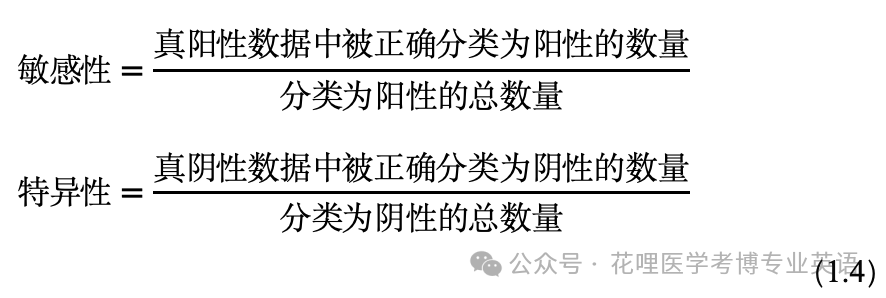 真阳性数据中被正确分类为阳性的数量
敏感性 =
分类为阳性的总数量
真阴性数据中被正确分类为阴性的数量
特异性 =
分类为阴性的总数量
公众号 · 花哩医学考博专业英语
(1.4)